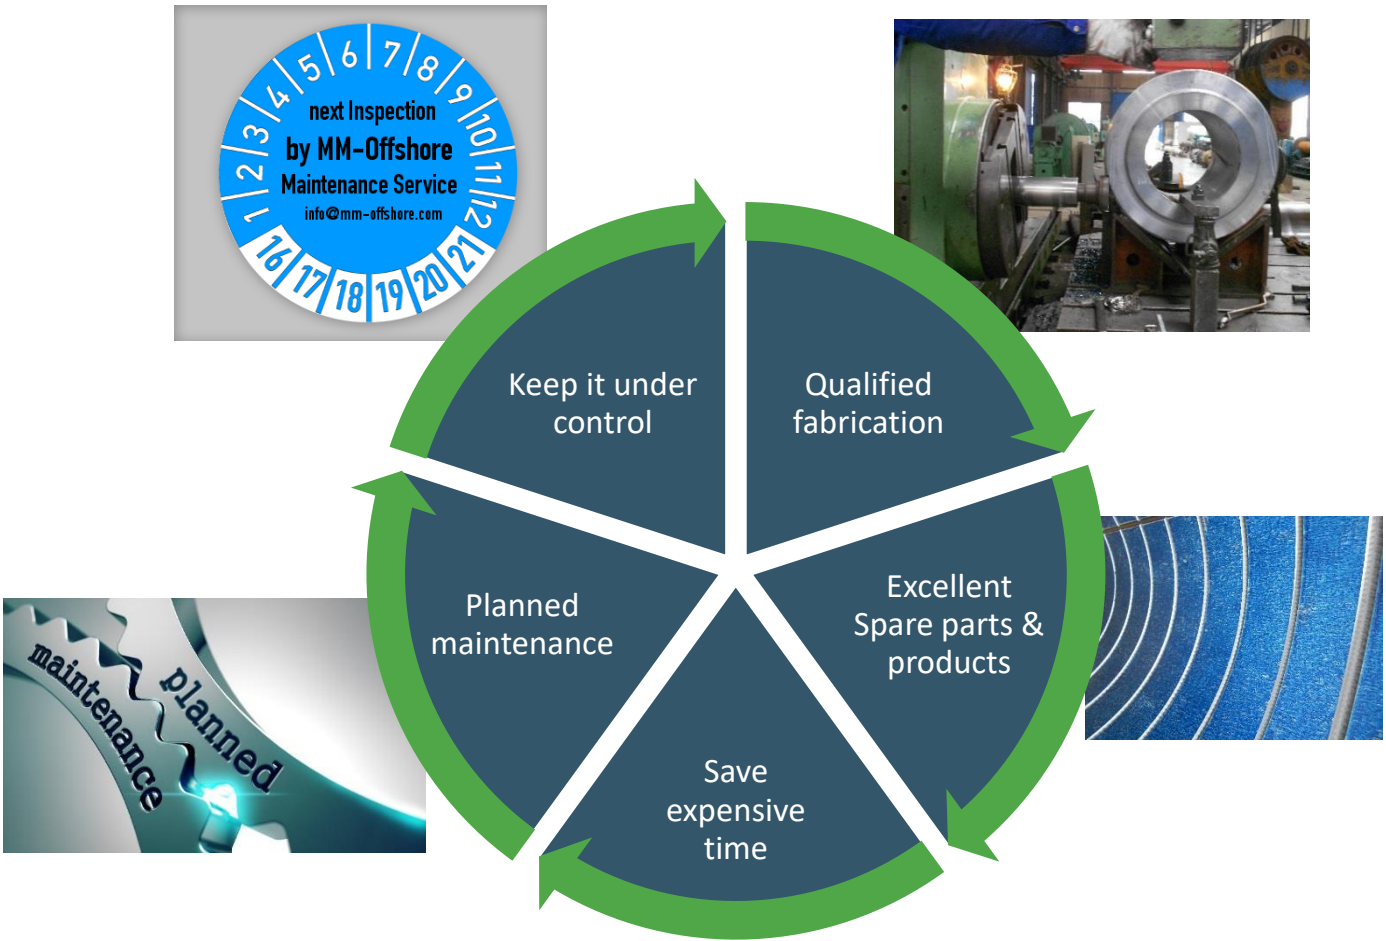 1 2 3 4 5 6 7 8 9 10 11 12
next Inspection
by MM-Offshore
Maintenance Service
info@mm-offshore.com
16 17 18 19 20 21
Keep it under
control
Qualified
fabrication
Excellent
Spare parts &
products
Planned
maintenance
Save
expensive
time
planned
maintenance